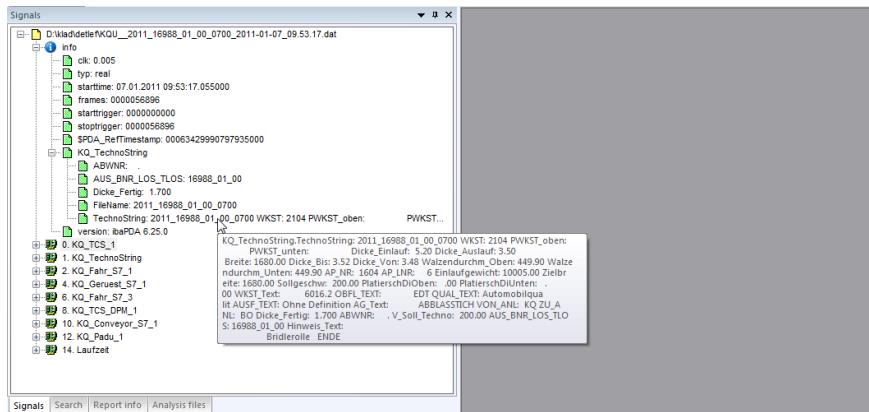 Signals
D:\klad\detlef\KQU__2011_16988_01_00_0700_2011-01-07_09.53.17.dat
info
clk: 0.005
typ: real
starttime: 07.01.2011 09:53:17.055000
frames: 0000056896
starttrigger: 0000000000
stoptrigger: 0000056896
$PDA_RefTimestamp: 000634299907979350000
KQ_TechnoString
ABWNR: .
AUS_BNR_LOS_TLOS: 16988_01_00
Dicke_Fertig: 1.700
FileName: 2011_16988_01_00_0700
TechnoString: 2011_16988_01_00_0700 WKST: 2104 PWKST_oben: PWKST...
version: ibaPDA 6.25.0
0. KQ_TCS_1
1. KQ_TechnoString
2. KQ_Fahr_S7_1
4. KQ_Geruest_S7_1
6. KQ_Fahr_S7_3
8. KQ_TCS_DPM_1
10. KQ_Conveyor_S7_1
12. KQ_Padu_1
14. Laufzeit
KQ_TechnoString.TechnoString: 2011_16988_01_00_0700 WKST: 2104 PWKST_oben:
PWKST_unten: Dicke_Einlauf: 5.20 Dicke_Auslauf: 3.50
Breite: 1680.00 Dicke_Bis: 3.52 Dicke_Von: 3.48 Walzendurchm_Oben: 449.90 Walze
ndurchm_Unten: 449.90 AP_NR: 1604 AP_LNR: 6 Einlaufgewicht: 10005.00 Zielbr
eite: 1680.00 Sollgeschw: 200.00 PlatierschDiOben: .00 PlatierschDiUnten: .
00 WKST_Text: 6016.2 OBFL_TEXT: EDT QUAL_TEXT: Automobilqua
lit AUSF_TEXT: Ohne Definition AG_Text: ABBLASSTICH VON_ANL: KQ ZU_A
NL: BO Dicke_Fertig: 1.700 ABWNR: . V_Soll_Techno: 200.00 AUS_BNR_LOS_TLO
S: 16988_01_00 Hinweis_Text:
Bridlerolle ENDE
Signals Search Report info Analysis files